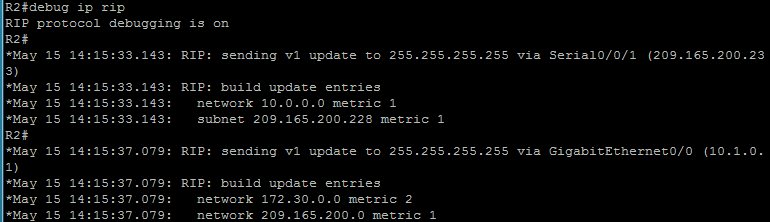 R2#debug ip rip
RIP protocol debugging is on
R2#
*May 15 14:15:33.143: RIP: sending v1 update to 255.255.255.255 via Serial0/0/1 (209.165.200.23
3)
*May 15 14:15:33.143: RIP: build update entries
*May 15 14:15:33.143:   network 10.0.0.0 metric 1
*May 15 14:15:33.143:   subnet 209.165.200.228 metric 1
R2#
*May 15 14:15:37.079: RIP: sending v1 update to 255.255.255.255 via GigabitEthernet0/0 (10.1.0.
1)
*May 15 14:15:37.079: RIP: build update entries
*May 15 14:15:37.079:   network 172.30.0.0 metric 2
*May 15 14:15:37.079:   network 209.165.200.0 metric 1